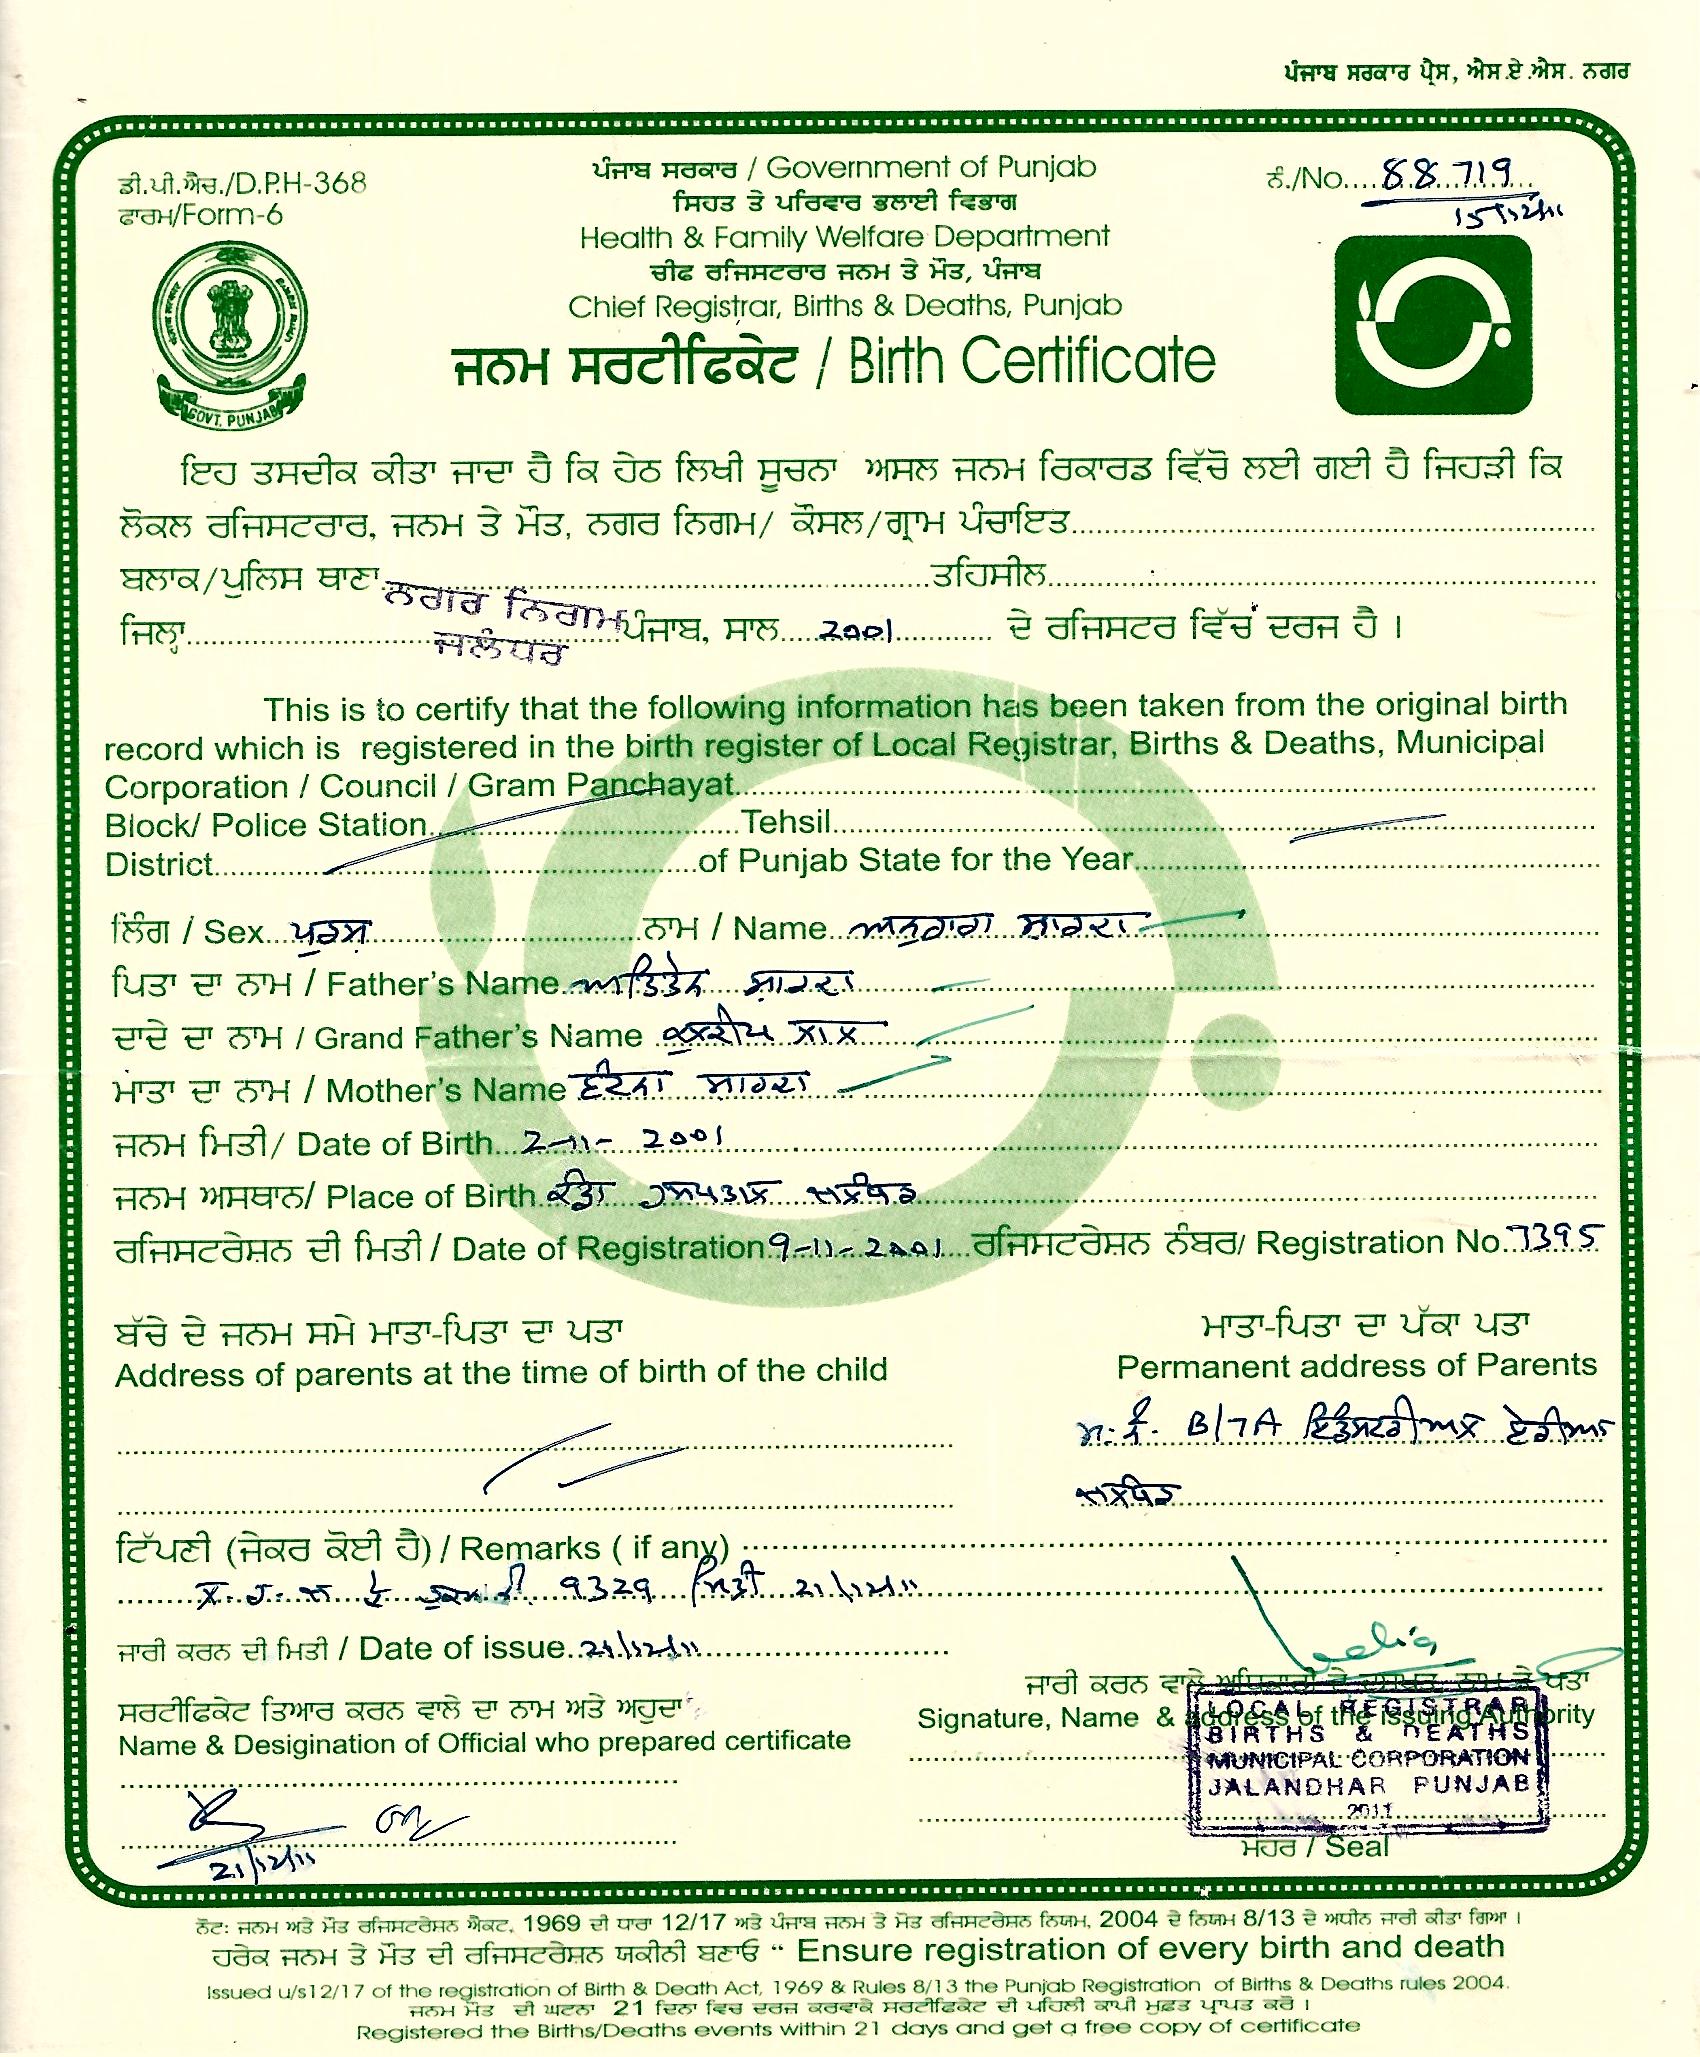 ਪੰਜਾਬ ਸਰਕਾਰ ਪ੍ਰੈਸ, ਐਸ.ਏ.ਐਸ. ਨਗਰ
ਡੀ.ਪੀ.ਐਚ./D.P.H-368
ਫਾਰਮ/Form-6
ਪੰਜਾਬ ਸਰਕਾਰ / Government of Punjab
ਨੰ./No....88719
15/12/11
ਸਿਹਤ ਤੇ ਪਰਿਵਾਰ ਭਲਾਈ ਵਿਭਾਗ
Health & Family Welfare Department
ਚੀਫ ਰਜਿਸਟਰਾਰ ਜਨਮ ਤੇ ਮੌਤ, ਪੰਜਾਬ
Chief Registrar, Births & Deaths, Punjab
ਜਨਮ ਸਰਟੀਫਿਕੇਟ / Birth Certificate
GOVT. PUNJAB
ਇਹ ਤਸਦੀਕ ਕੀਤਾ ਜਾਦਾ ਹੈ ਕਿ ਹੇਠ ਲਿਖੀ ਸੂਚਨਾ ਅਸਲ ਜਨਮ ਰਿਕਾਰਡ ਵਿੱਚੋ ਲਈ ਗਈ ਹੈ ਜਿਹੜੀ ਕਿ
ਲੋਕਲ ਰਜਿਸਟਰਾਰ, ਜਨਮ ਤੇ ਮੌਤ, ਨਗਰ ਨਿਗਮ/ ਕੌਸਲ/ਗ੍ਰਾਮ ਪੰਚਾਇਤ
ਬਲਾਕ/ਪੁਲਿਸ ਥਾਣਾ ਤਹਿਸੀਲ
ਨਗਰ ਨਿਗਮ
ਜਲੰਧਰ
ਜਿਲ੍ਹਾ ਪੰਜਾਬ, ਸਾਲ 2001 ਦੇ ਰਜਿਸਟਰ ਵਿੱਚ ਦਰਜ ਹੈ ।
This is to certify that the following information has been taken from the original birth
record which is registered in the birth register of Local Registrar, Births & Deaths, Municipal
Corporation / Council / Gram Panchayat
Block/ Police Station Tehsil
District of Punjab State for the Year
ਲਿੰਗ / Sex ਪੁਰਸ਼ ਨਾਮ / Name ਅਨੁਰਾਗ ਸ਼ਾਰਦਾ
ਪਿਤਾ ਦਾ ਨਾਮ / Father's Name ਸ਼ਾਰਦਾ
ਦਾਦੇ ਦਾ ਨਾਮ / Grand Father's Name ਕੁਲਦੀਪ ਲਾਲ
ਮਾਤਾ ਦਾ ਨਾਮ / Mother's Name ਵੰਦਨਾ ਸ਼ਾਰਦਾ
ਜਨਮ ਮਿਤੀ/ Date of Birth 2-11-2001
ਜਨਮ ਅਸਥਾਨ/ Place of Birth ਹਸਪਤਾਲ ਜਲੰਧਰ
ਰਜਿਸਟਰੇਸ਼ਨ ਦੀ ਮਿਤੀ / Date of Registration 9-11-2001 ਰਜਿਸਟਰੇਸ਼ਨ ਨੰਬਰ/ Registration No. 7395
ਬੱਚੇ ਦੇ ਜਨਮ ਸਮੇ ਮਾਤਾ-ਪਿਤਾ ਦਾ ਪਤਾ
Address of parents at the time of birth of the child
ਮਾਤਾ-ਪਿਤਾ ਦਾ ਪੱਕਾ ਪਤਾ
Permanent address of Parents
ਮ. ਨੰ. B/7A ਇੰਡਸਟਰੀਅਲ ਏਰੀਆ
ਜਲੰਧਰ
ਟਿੱਪਣੀ (ਜੇਕਰ ਕੋਈ ਹੈ) / Remarks ( if any)
9329 ਮਿਤੀ 21/12/11
ਜਾਰੀ ਕਰਨ ਦੀ ਮਿਤੀ / Date of issue 21/12/11
ਸਰਟੀਫਿਕੇਟ ਤਿਆਰ ਕਰਨ ਵਾਲੇ ਦਾ ਨਾਮ ਅਤੇ ਅਹੁਦਾ
Name & Desigination of Official who prepared certificate
21/12/11
ਜਾਰੀ ਕਰਨ ਵਾਲੇ ਅਧਿਕਾਰੀ ਦੇ ਦਸਖਤ, ਨਾਮ ਤੇ ਪਤਾ
Signature, Name & address of the Issuing Authority
LOCAL REGISTRAR
BIRTHS & DEATHS
MUNICIPAL CORPORATION
JALANDHAR PUNJAB
2011
ਮੋਹਰ / Seal
ਨੋਟ: ਜਨਮ ਅਤੇ ਮੌਤ ਰਜਿਸਟਰੇਸ਼ਨ ਐਕਟ, 1969 ਦੀ ਧਾਰਾ 12/17 ਅਤੇ ਪੰਜਾਬ ਜਨਮ ਤੇ ਮੌਤ ਰਜਿਸਟਰੇਸ਼ਨ ਨਿਯਮ, 2004 ਦੇ ਨਿਯਮ 8/13 ਦੇ ਅਧੀਨ ਜਾਰੀ ਕੀਤਾ ਗਿਆ ।
ਹਰੇਕ ਜਨਮ ਤੇ ਮੌਤ ਦੀ ਰਜਿਸਟਰੇਸ਼ਨ ਯਕੀਨੀ ਬਣਾਓ “ Ensure registration of every birth and death
Issued u/s12/17 of the registration of Birth & Death Act, 1969 & Rules 8/13 the Punjab Registration of Births & Deaths rules 2004.
ਜਨਮ ਮੌਤ ਦੀ ਘਟਨਾ 21 ਦਿਨਾ ਵਿਚ ਦਰਜ ਕਰਵਾਕੇ ਸਰਟੀਫਿਕੇਟ ਦੀ ਪਹਿਲੀ ਕਾਪੀ ਮੁਫਤ ਪ੍ਰਾਪਤ ਕਰੋ ।
Registered the Births/Deaths events within 21 days and get a free copy of certificate